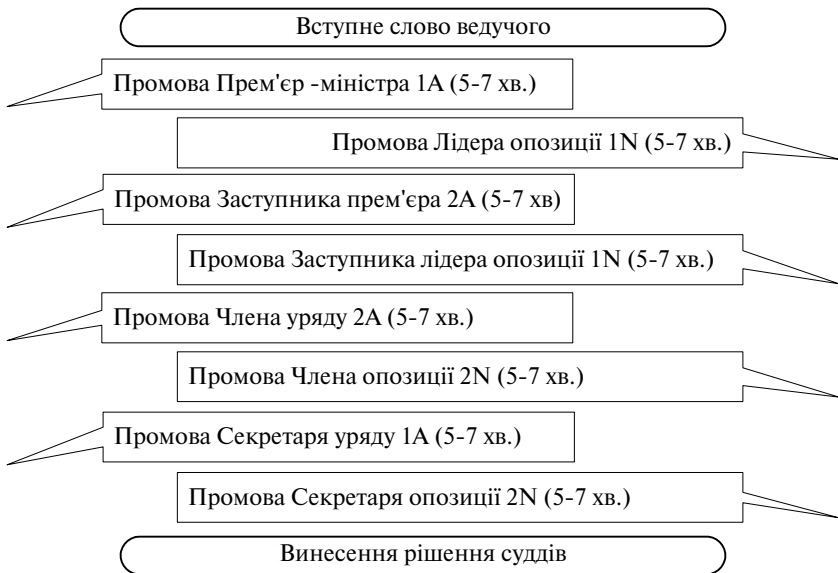 Вступне слово ведучого
Промова Прем'єр -міністра 1А (5-7 хв.)
Промова Лідера опозиції 1N (5-7 хв.)
Промова Заступника прем'єра 2А (5-7 хв)
Промова Заступника лідера опозиції 1N (5-7 хв.)
Промова Члена уряду 2А (5-7 хв.)
Промова Члена опозиції 2N (5-7 хв.)
Промова Секретаря уряду 1А (5-7 хв.)
Промова Секретаря опозиції 2N (5-7 хв.)
Винесення рішення суддів